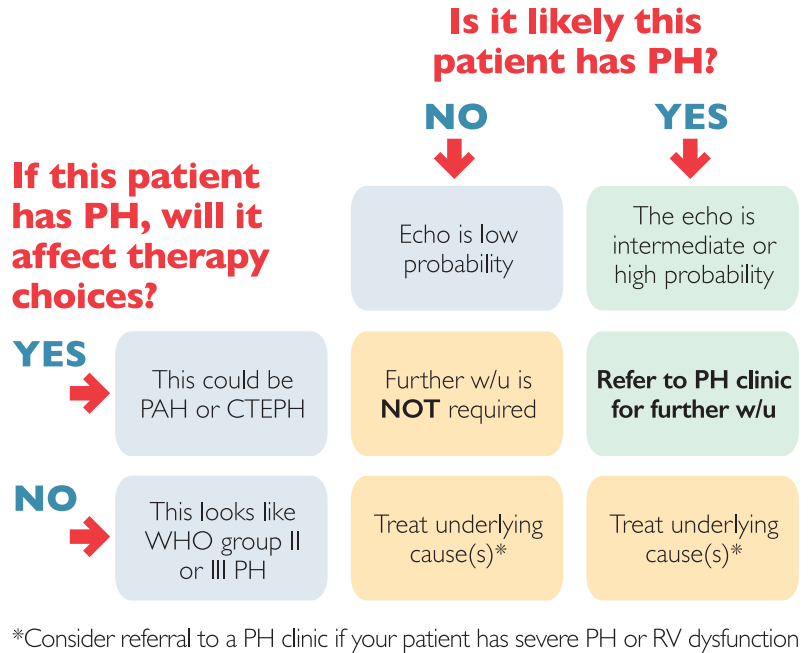 Is it likely this
patient has PH?
NO
YES
If this patient
has PH, will it
affect therapy
choices?
Echo is low
probability
The echo is
intermediate or
high probability
YES
This could be
PAH or CTEPH
Further w/u is
NOT required
Refer to PH clinic
for further w/u
NO
This looks like
WHO group II
or III PH
Treat underlying
cause(s)*
Treat underlying
cause(s)*
*Consider referral to a PH clinic if your patient has severe PH or RV dysfunction